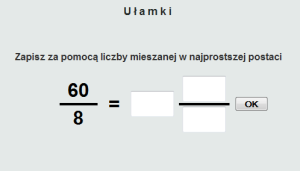 Ułamki
Zapisz za pomocą liczby mieszanej w najprostszej postaci
60
8
=
OK